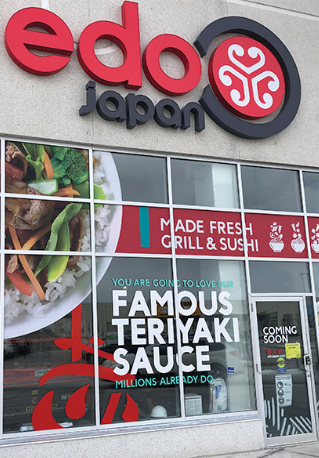 edo
japan
MADE FRESH
GRILL & SUSHI
YOU ARE GOING TO LOVE OUR
FAMOUS
TERIYAKI
SAUCE
MILLIONS ALREADY DO.
COMING
SOON